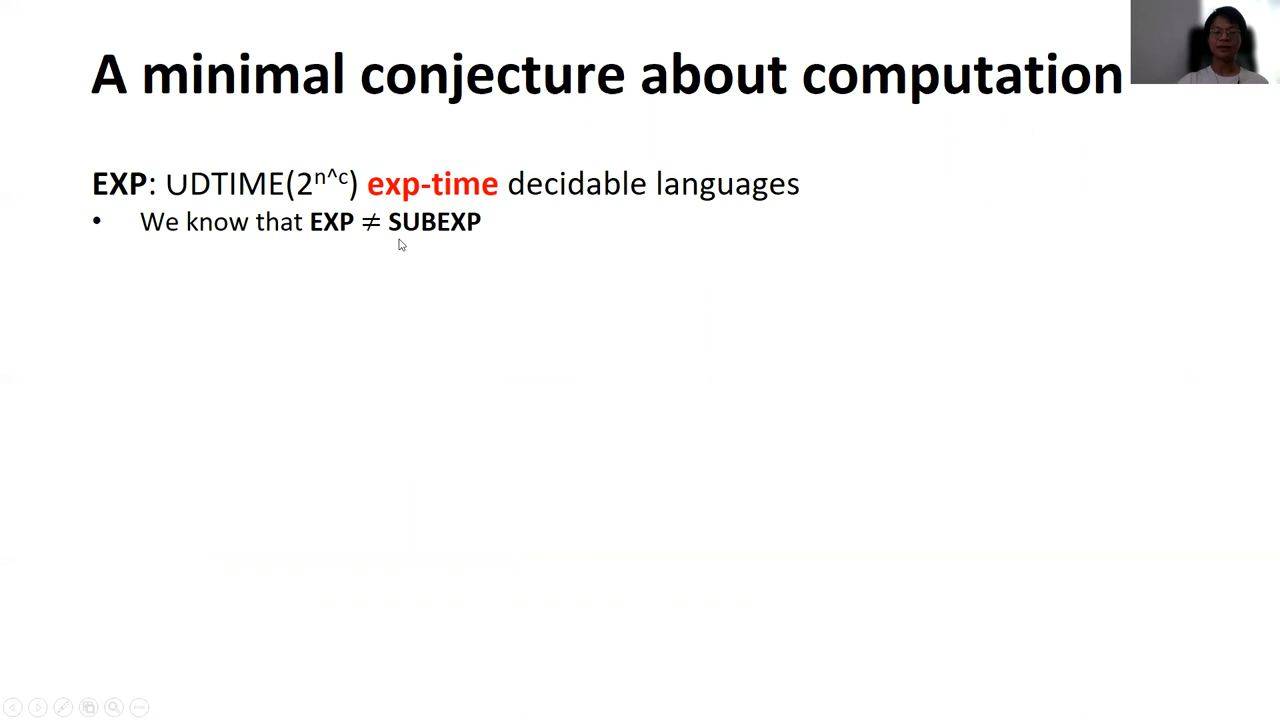 A minimal conjecture about computation
EXP: ∪DTIME(2^n^c) exp-time decidable languages
• We know that EXP ≠ SUBEXP